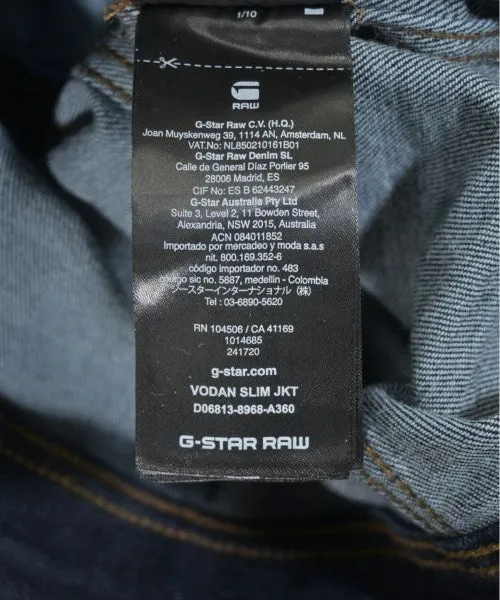 1/10
RAW
G-Star Raw C.V. (H.Q.)
Joan Muyskenweg 39, 1114 AN, Amsterdam, NL
VAT.No: NL850210161B01
G-Star Raw Denim SL
Calle de General Díaz Porlier 95
28006 Madrid, ES
CIF No: ES B 62443247
G-Star Australia Pty Ltd
Suite 3, Level 2, 11 Bowden Street,
Alexandria, NSW 2015, Australia
ACN 084011852
Importado por mercadeo y moda s.a.s
nit. 800.169.352-6
código importador no. 483
código sic no. 5887, medellin - Colombia
ジースターインターナショナル（株）
Tel : 03-6890-5620
RN 104506 / CA 41169
1014685
241720
g-star.com
VODAN SLIM JKT
D06813-8968-A360
G-STAR RAW